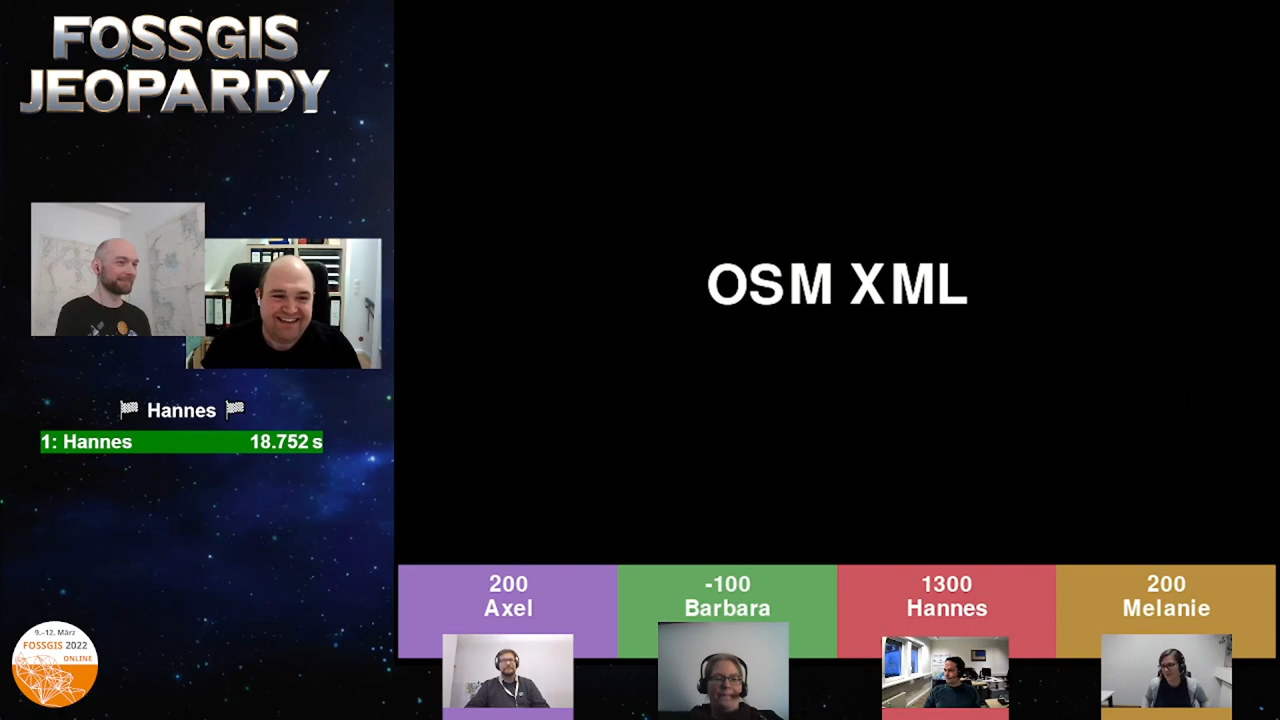 FOSSGIS
JEOPARDY
OSM XML
Hannes
1: Hannes 18.752 s
200
Axel
-100
Barbara
1300
Hannes
200
Melanie
9.-12. März
FOSSGIS 2022
ONLINE